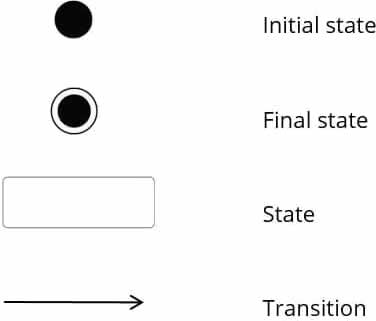 Initial state
Final state
State
Transition